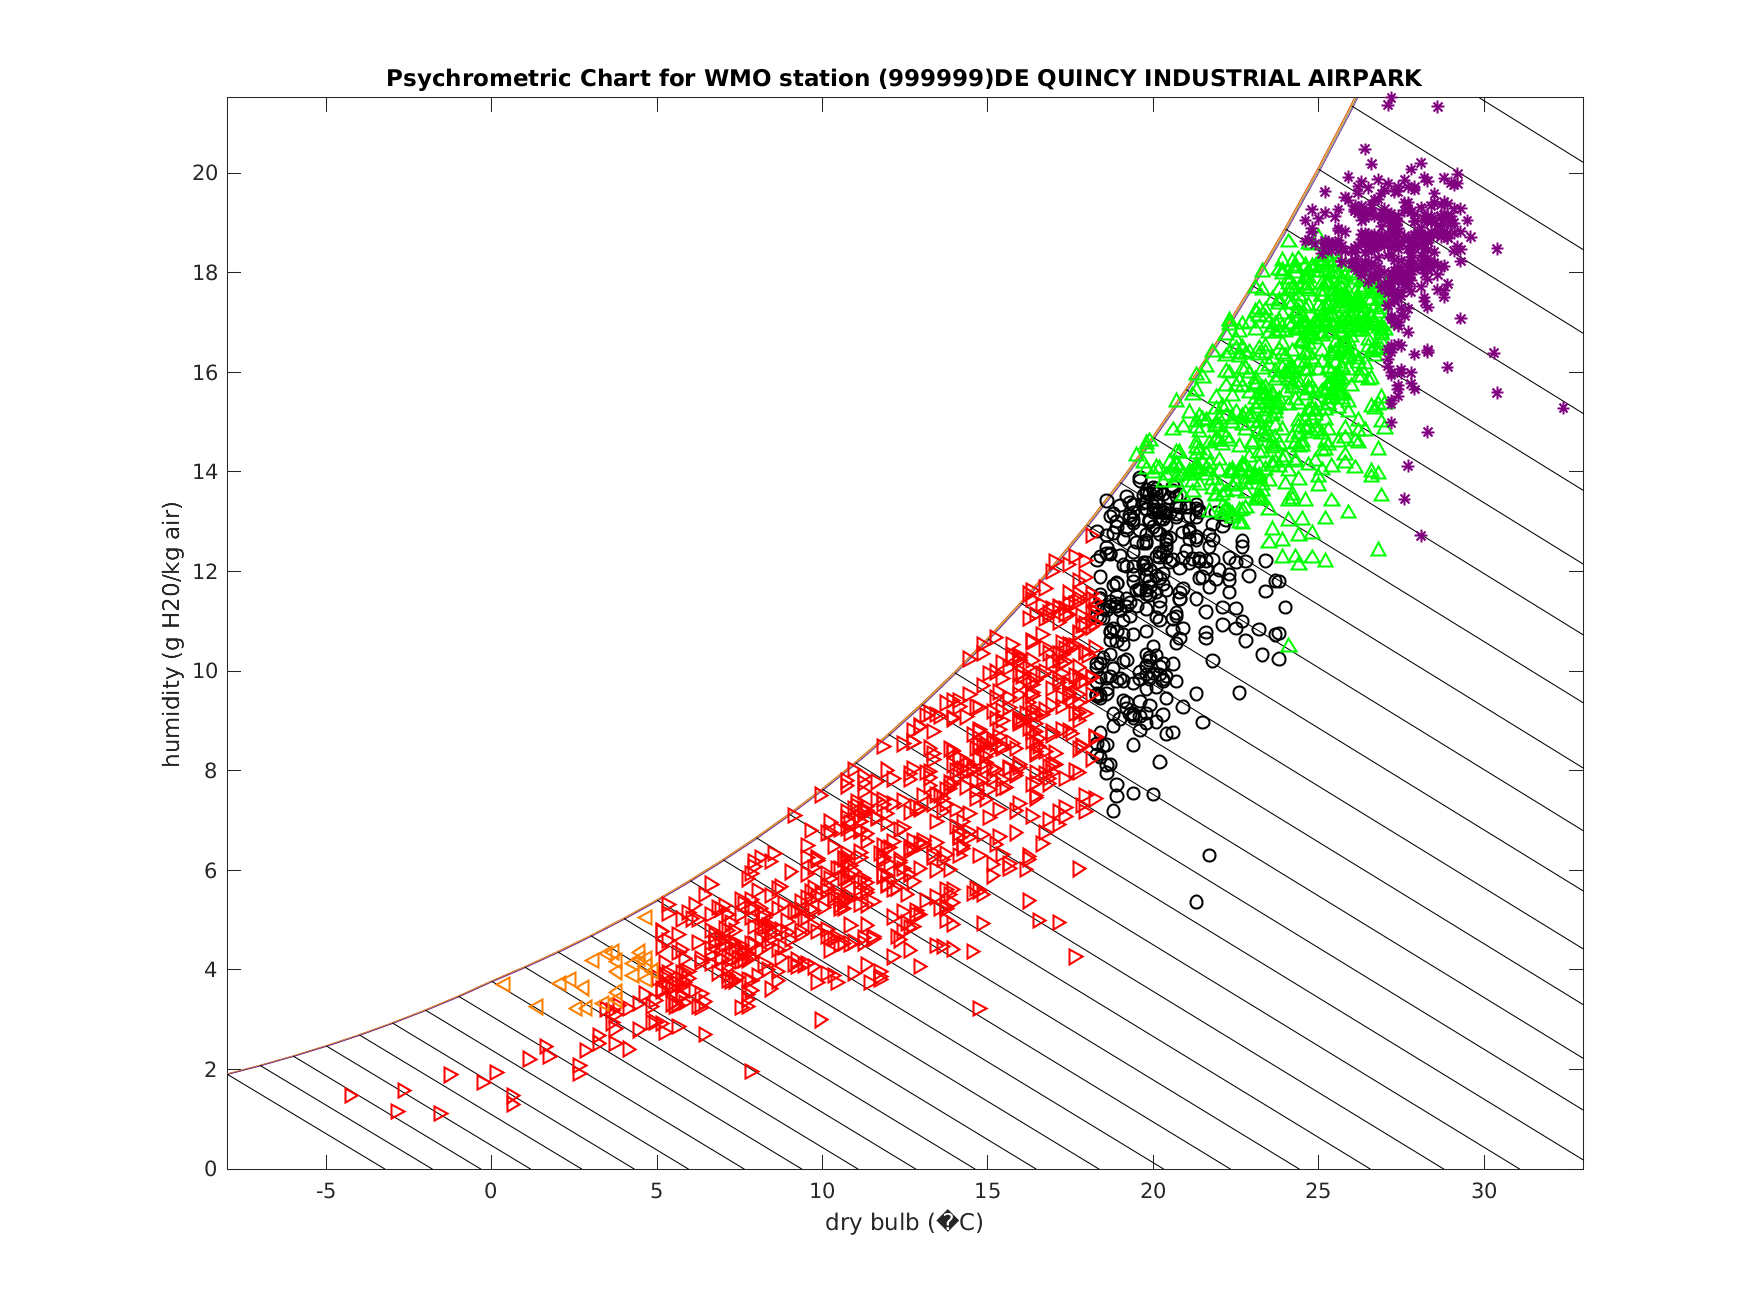 Psychrometric Chart for WMO station (999999)DE QUINCY INDUSTRIAL AIRPARK
20
18
16
14
12
10
8
6
4
2
0
humidity (g H20/kg air)
-5 0 5 10 15 20 25 30
dry bulb (�C)